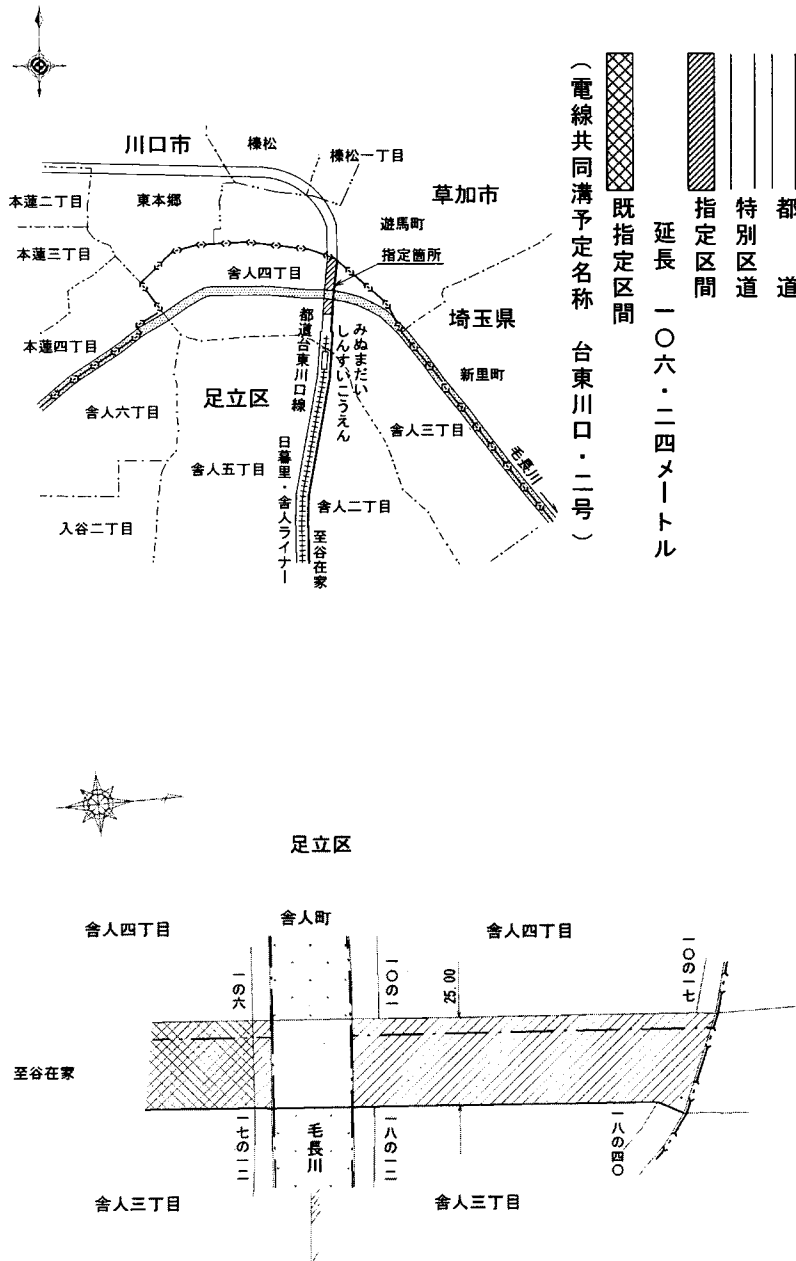 都道
特別区道
指定区間
延長 一〇六・二四メートル
既指定区間
（電線共同溝予定名称 台東川口・二号）
川口市
榛松
榛松一丁目
草加市
本蓮二丁目
東本郷
遊馬町
本蓮三丁目
指定箇所
舎人四丁目
埼玉県
本蓮四丁目
みぬまだい
しんすいこうえん
都道台東川口線
新里町
足立区
舎人六丁目
舎人三丁目
毛長川
舎人五丁目
日暮里・舎人ライナー
舎人二丁目
入谷二丁目
至谷在家
足立区
舎人四丁目
舎人町
舎人四丁目
一の六
一〇の一
25.00
一〇の一七
至谷在家
一七の一二
毛長川
一八の一二
一八の四〇
舎人三丁目
舎人三丁目